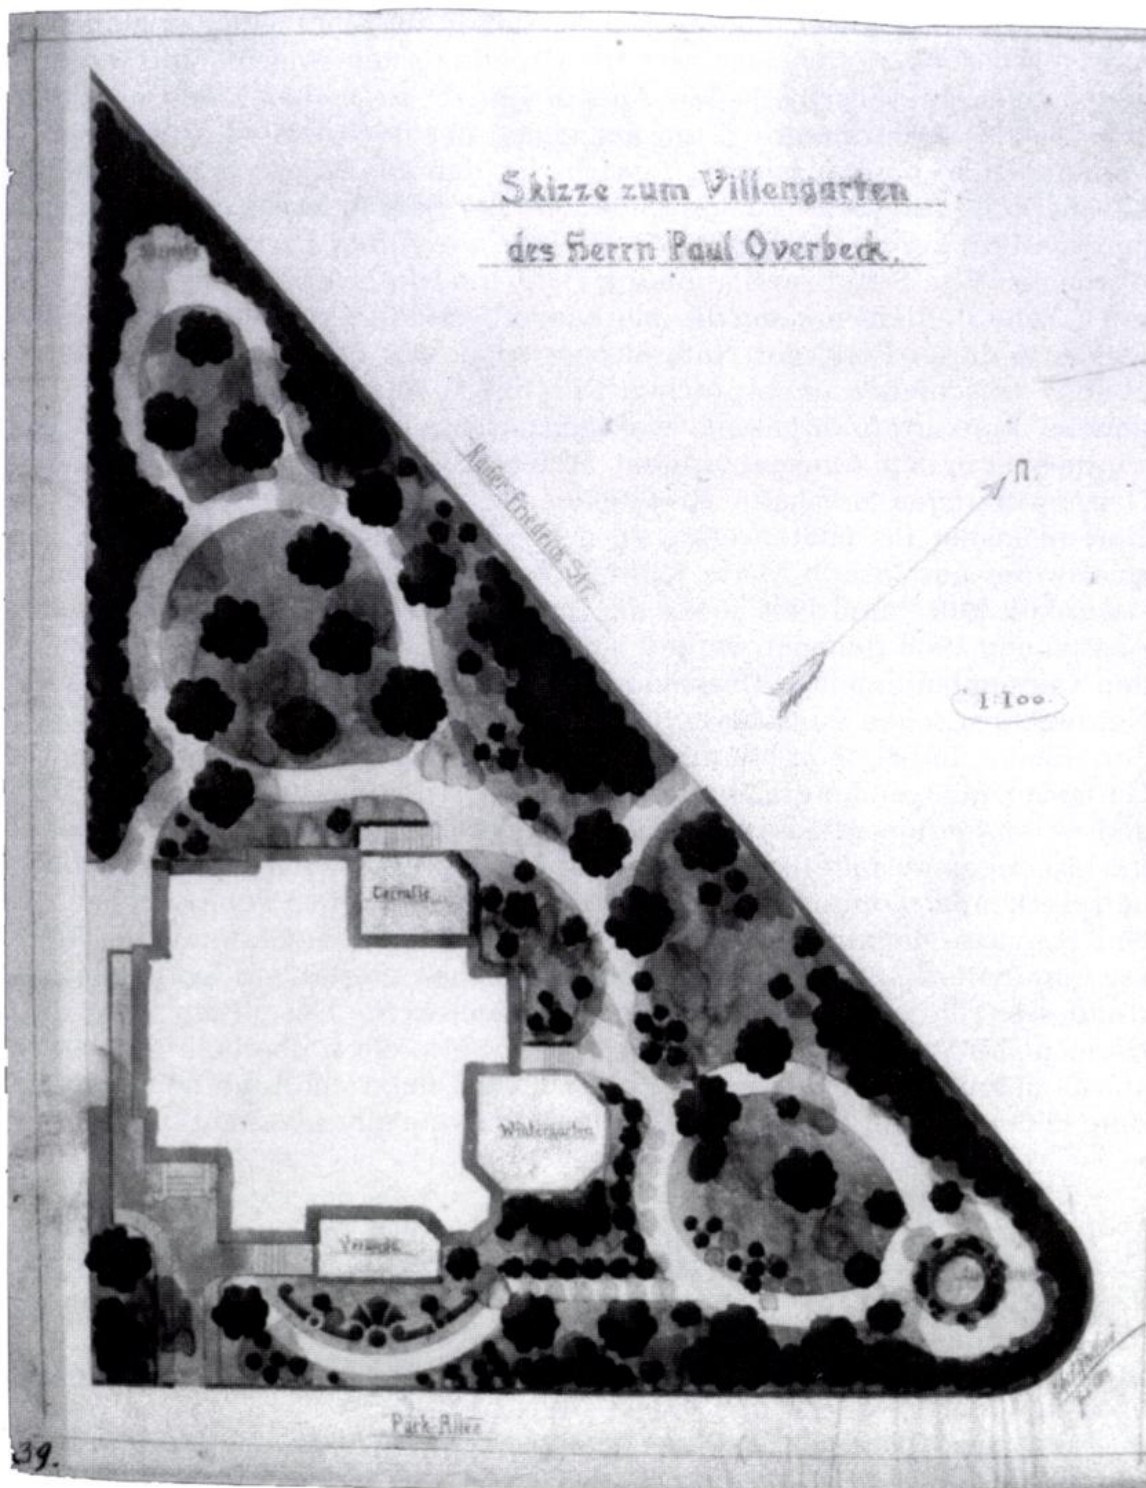 Skizze zum Villengarten
des Herrn Paul Overbeck.
Kaiser-Friedrich-Str.
n
1:100
Terrasse
Wintergarten
Veranda
Park-Allee
39.